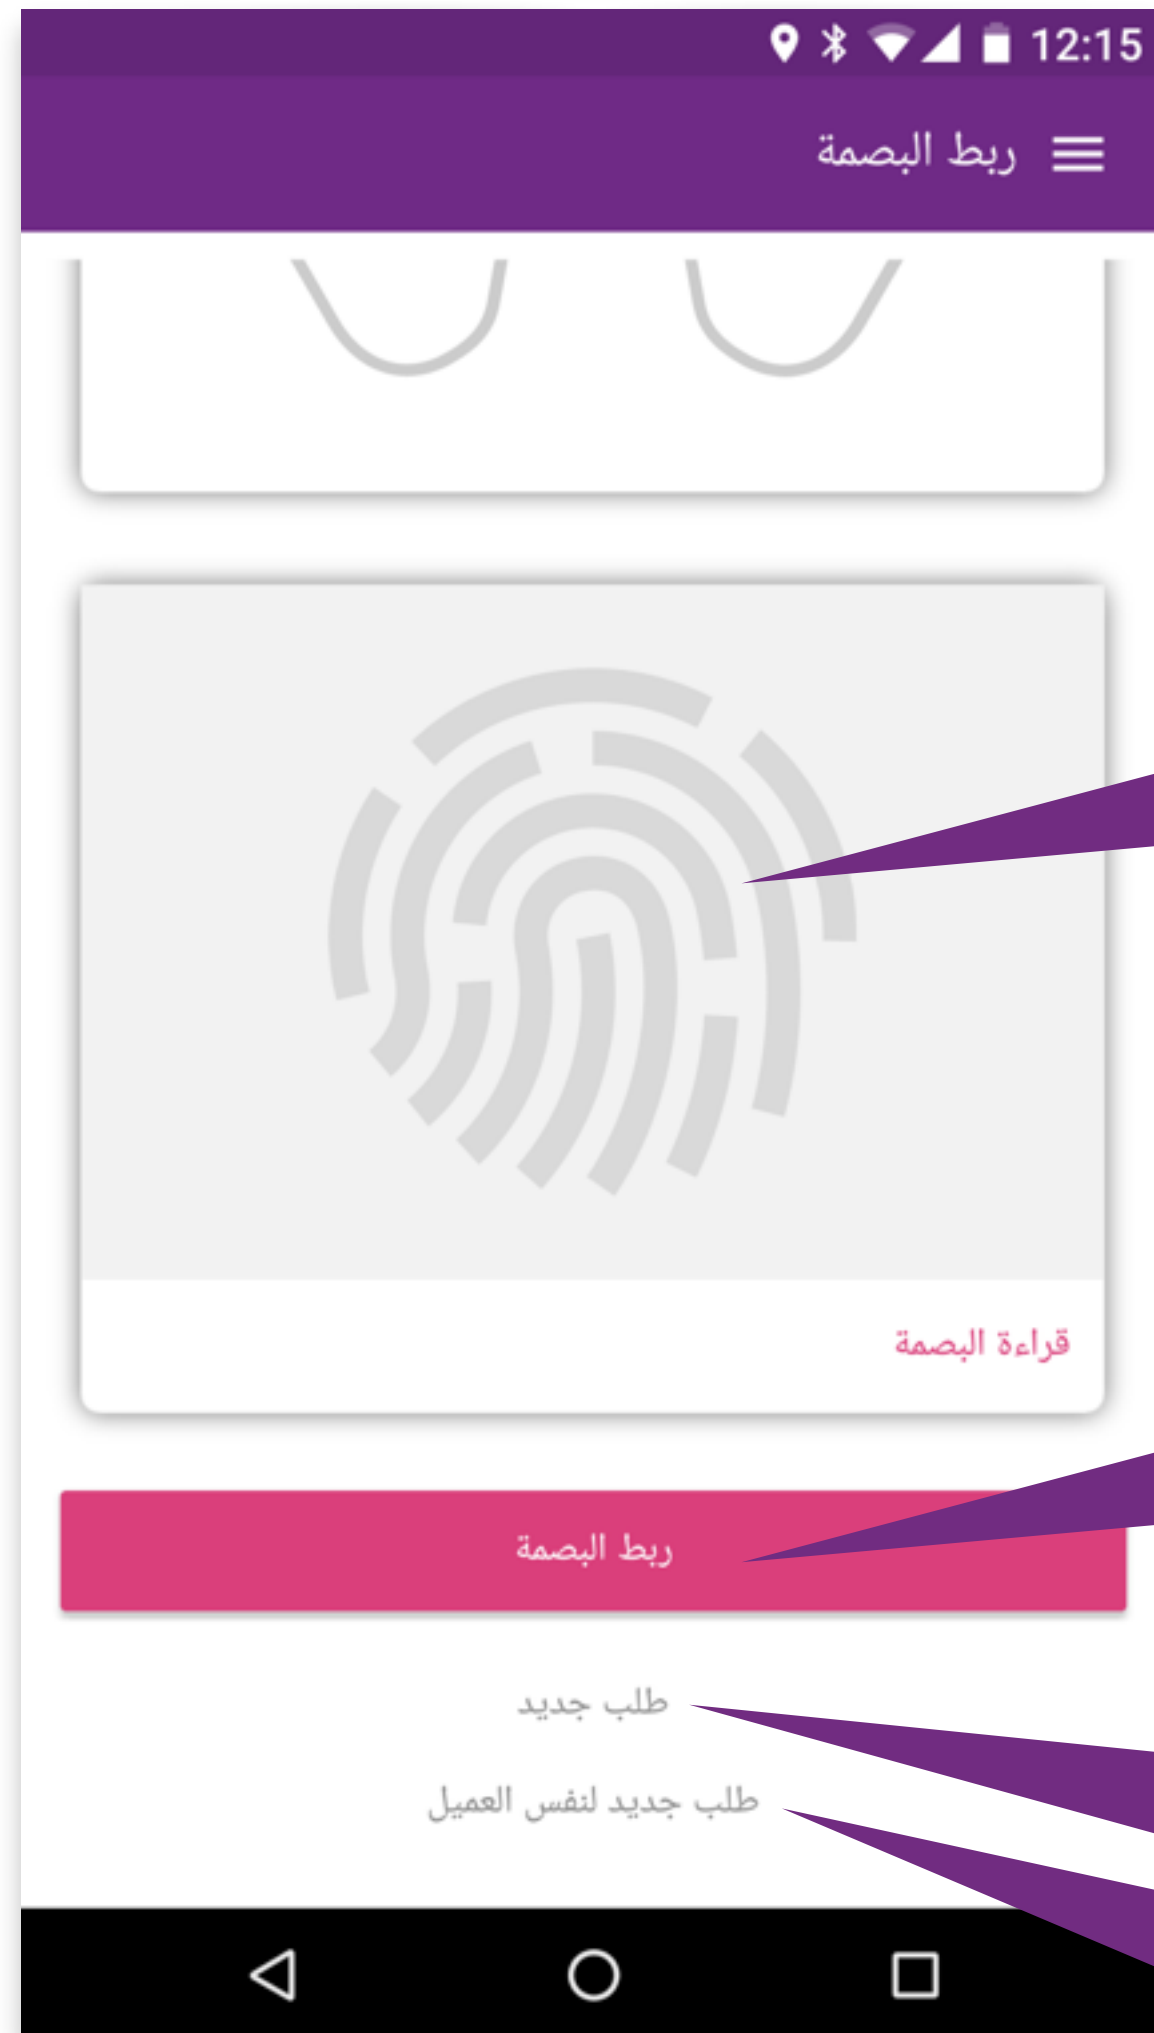 12:15
ربط البصمة
قراءة البصمة
ربط البصمة
طلب جديد
طلب جديد لنفس العميل